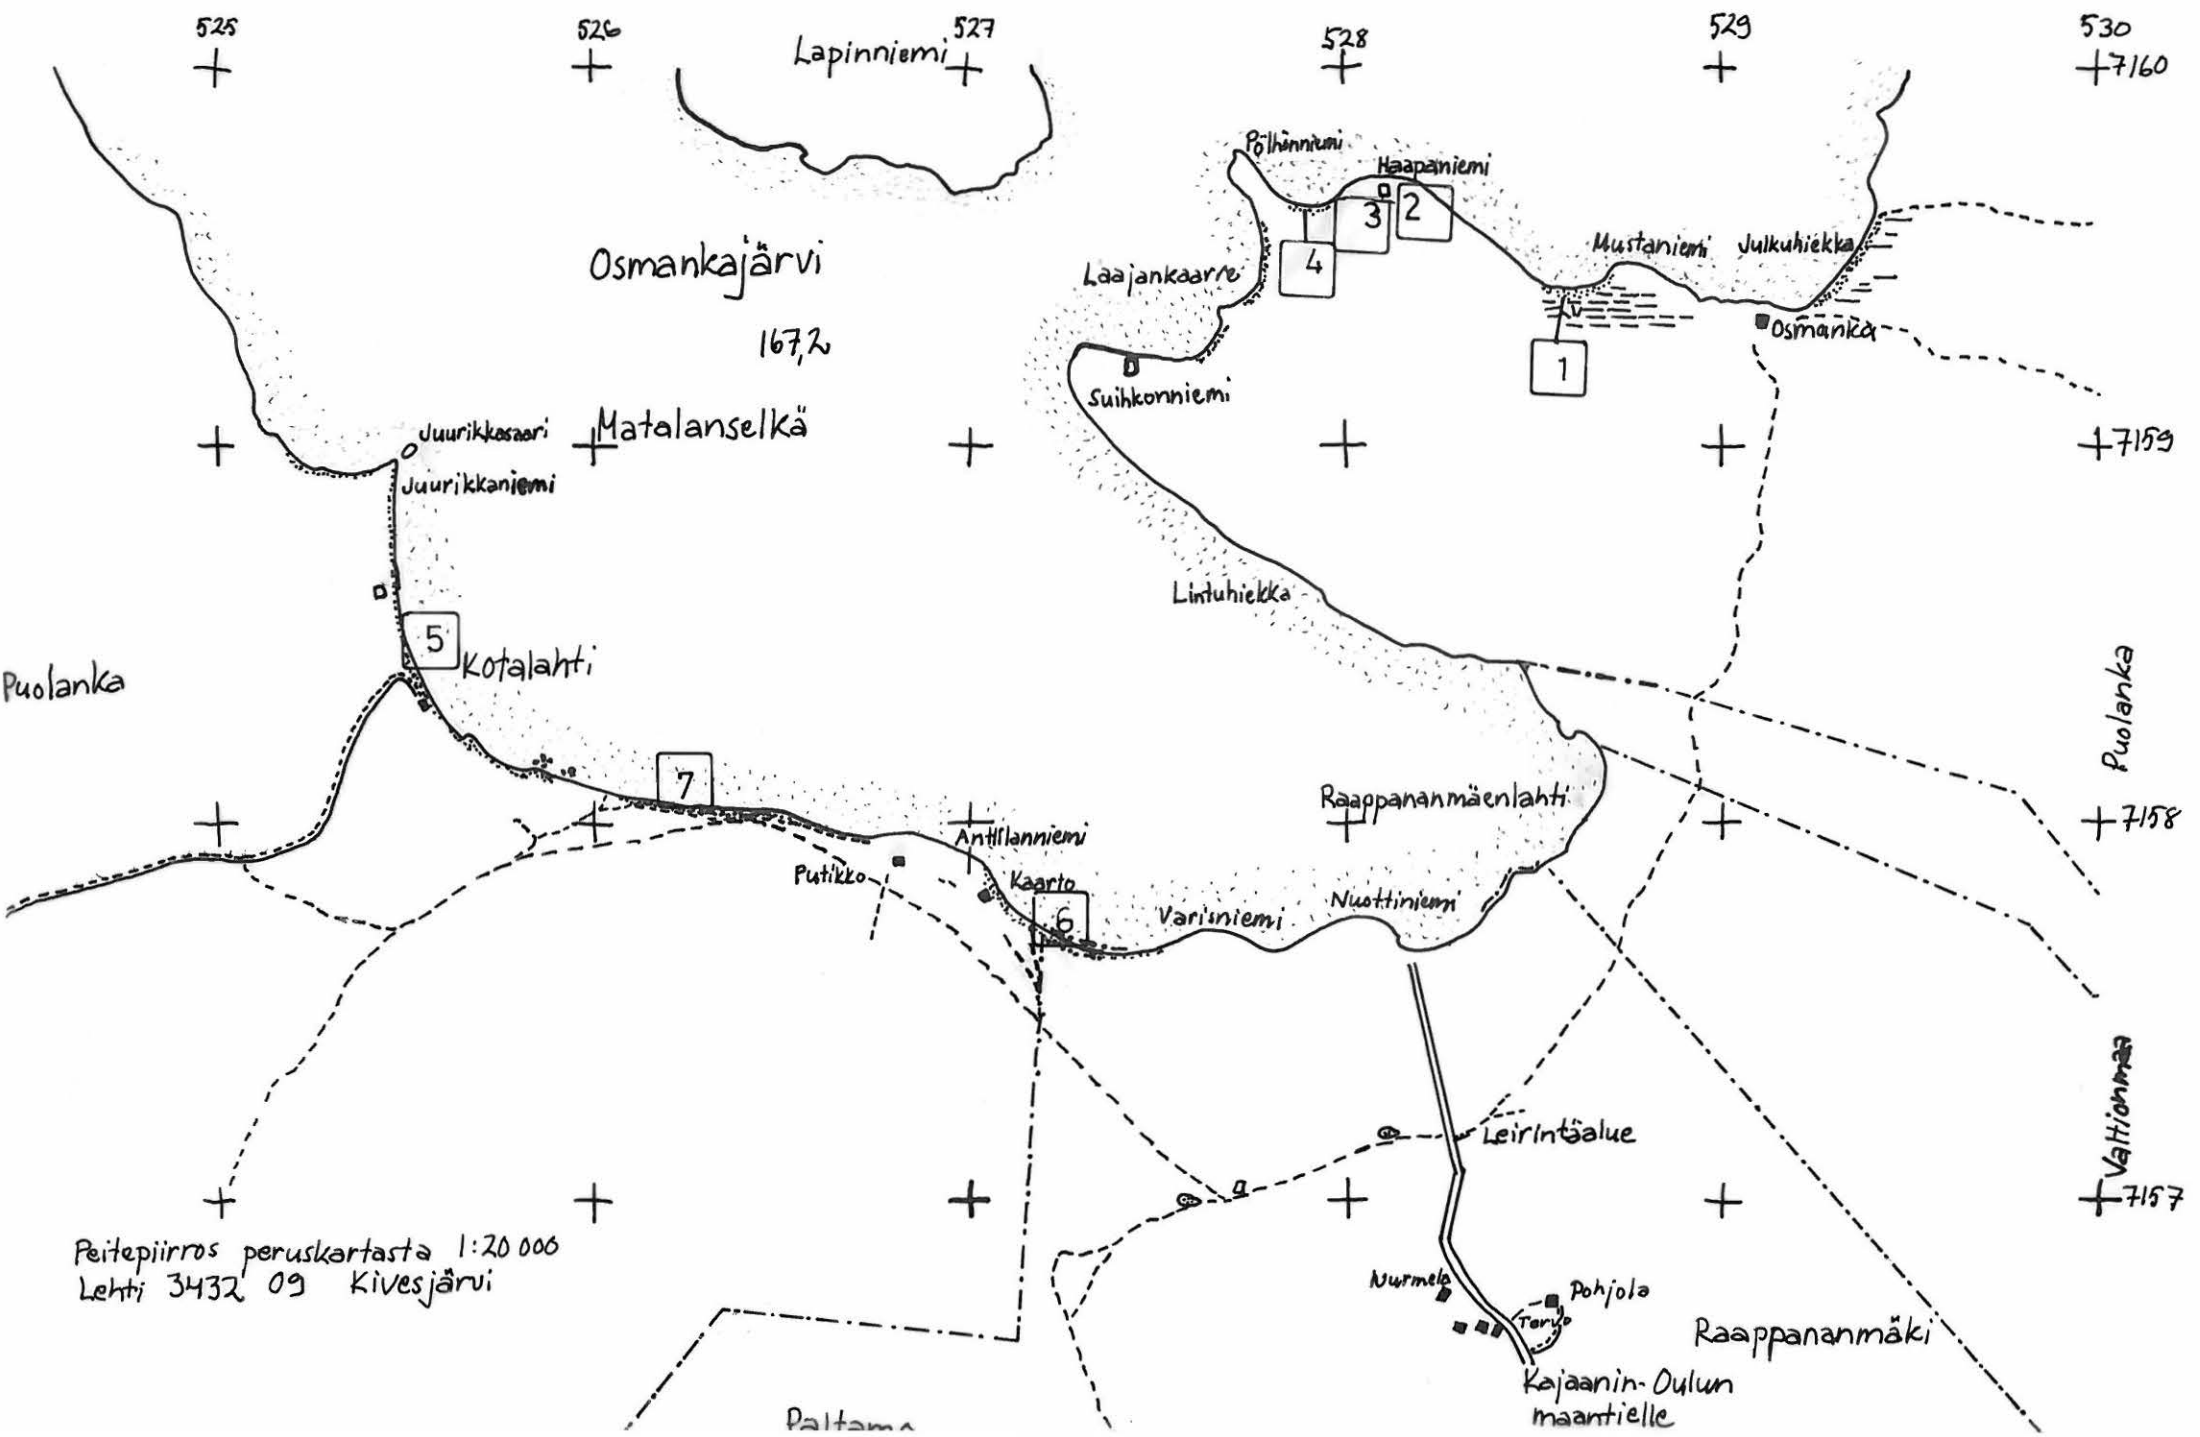 525
526
527
528
529
530
7160
Lapinniemi
Pölhönniemi
Haapaniemi
3
2
4
Laajankaarre
Mustaniemi
Julkuhiekka
Osmankajärvi
167,2
Osmanka
1
Suihkonniemi
Juurikkasaari
Matalanselkä
7159
Juurikkaniemi
Lintuhiekka
5
Kotalahti
Puolanka
Puolanka
7
Raappananmäenlahti
7158
Anttilanniemi
Putikko
Kaarto
6
Varisniemi
Nuottiniemi
Leirintäalue
Valtionmaa
7157
Peitepiirros peruskartasta 1:20 000
Lehti 3432 09 Kivesjärvi
Nurmela
Pohjola
Tervo
Raappananmäki
Kajaanin-Oulun
maantielle
Paltamo